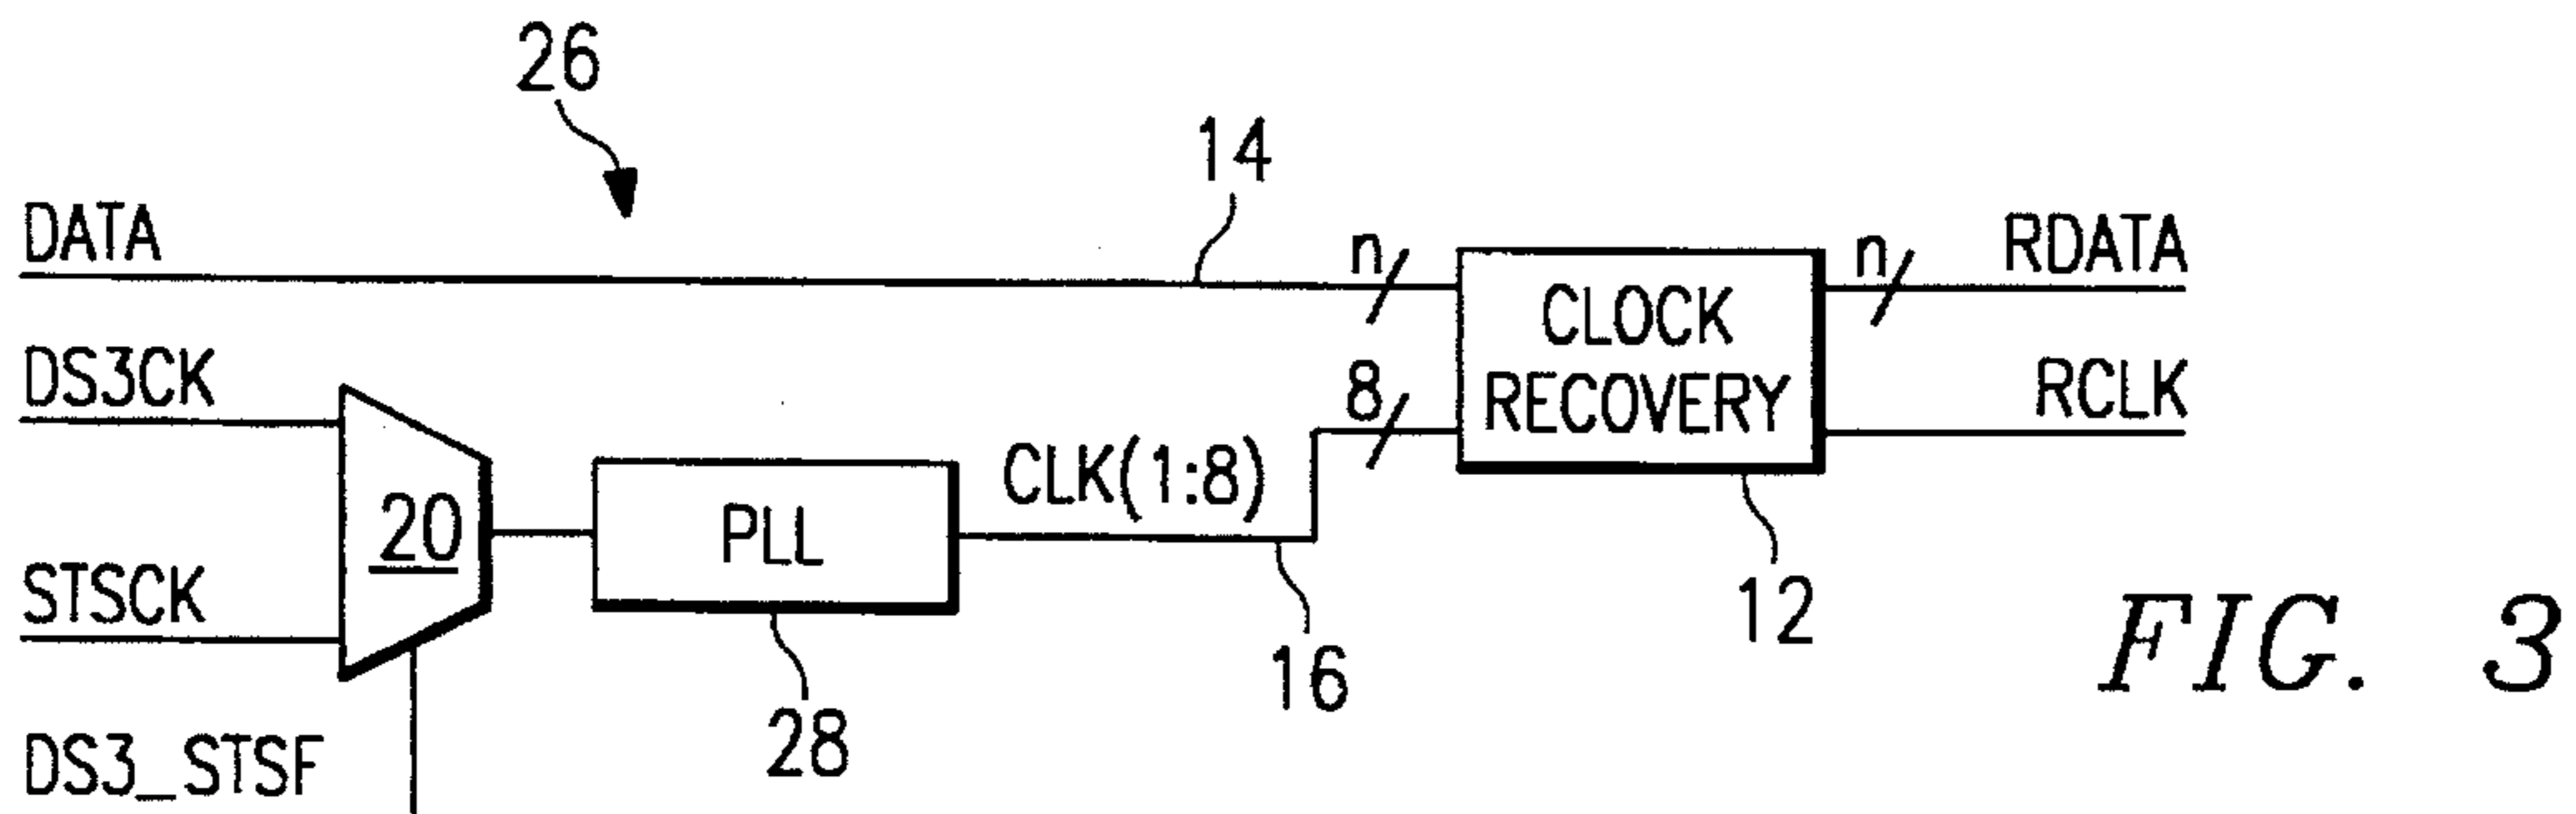 26
14
DATA
n
n
RDATA
CLOCK
RECOVERY
DS3CK
8
RCLK
CLK(1:8)
20
PLL
STSCK
12
16
28
DS3_STSF
FIG. 3